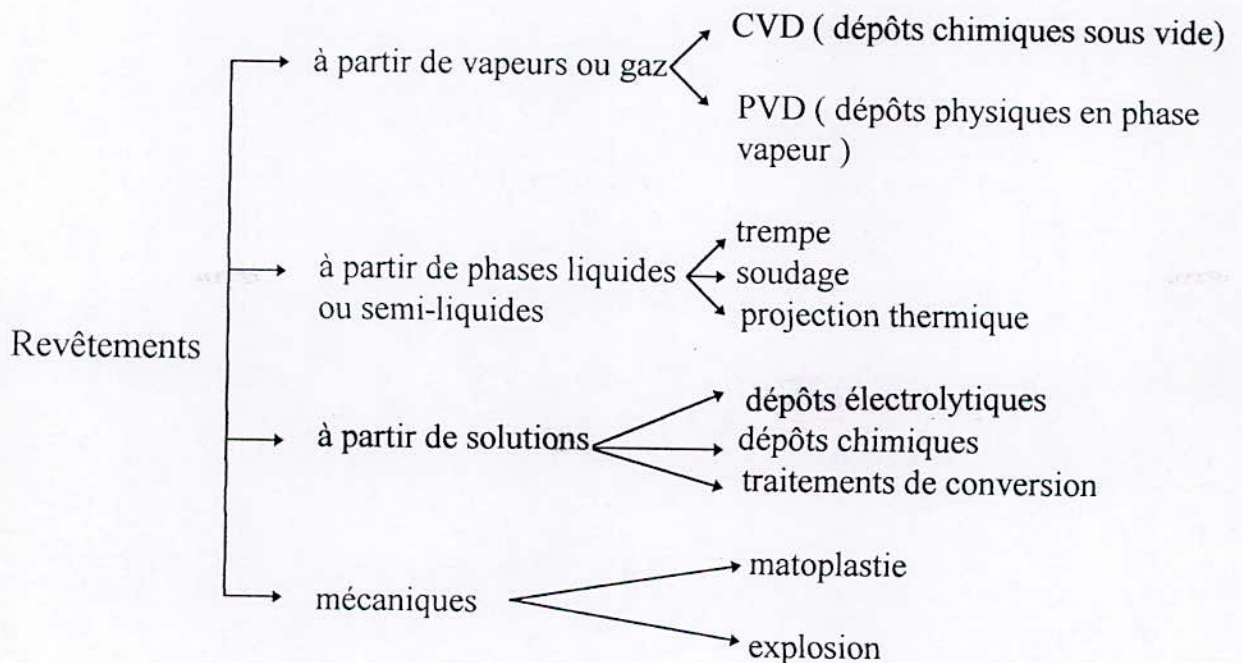 CVD ( dépôts chimiques sous vide)
à partir de vapeurs ou gaz
PVD ( dépôts physiques en phase
vapeur )
trempe
à partir de phases liquides
ou semi-liquides
soudage
projection thermique
Revêtements
dépôts électrolytiques
à partir de solutions
dépôts chimiques
traitements de conversion
matoplastie
mécaniques
explosion